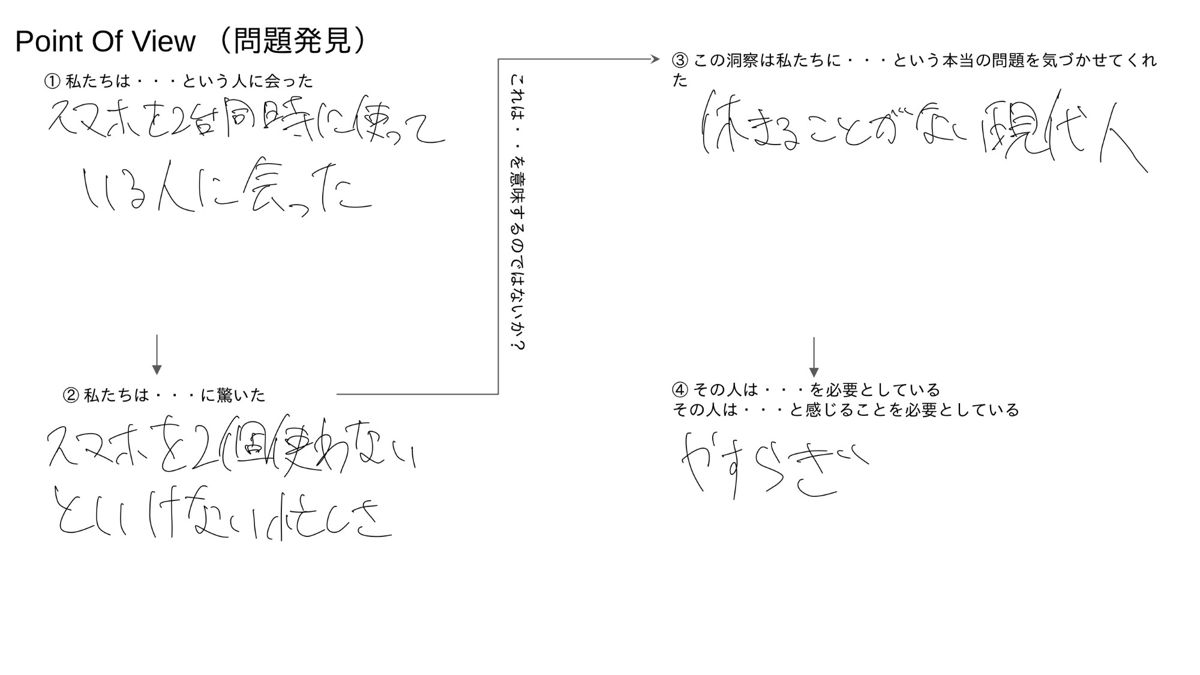 Point Of View （問題発見）
① 私たちは・・・という人に会った
スマホを2台同時に使って
いる人に会った
② 私たちは・・・に驚いた
スマホを2個使わない
といけない忙しさ
これは・・を意味するのではないか？
③ この洞察は私たちに・・・という本当の問題を気づかせてくれ
た
休まることがない現代人
④ その人は・・・を必要としている
その人は・・・と感じることを必要としている
やすらぎ